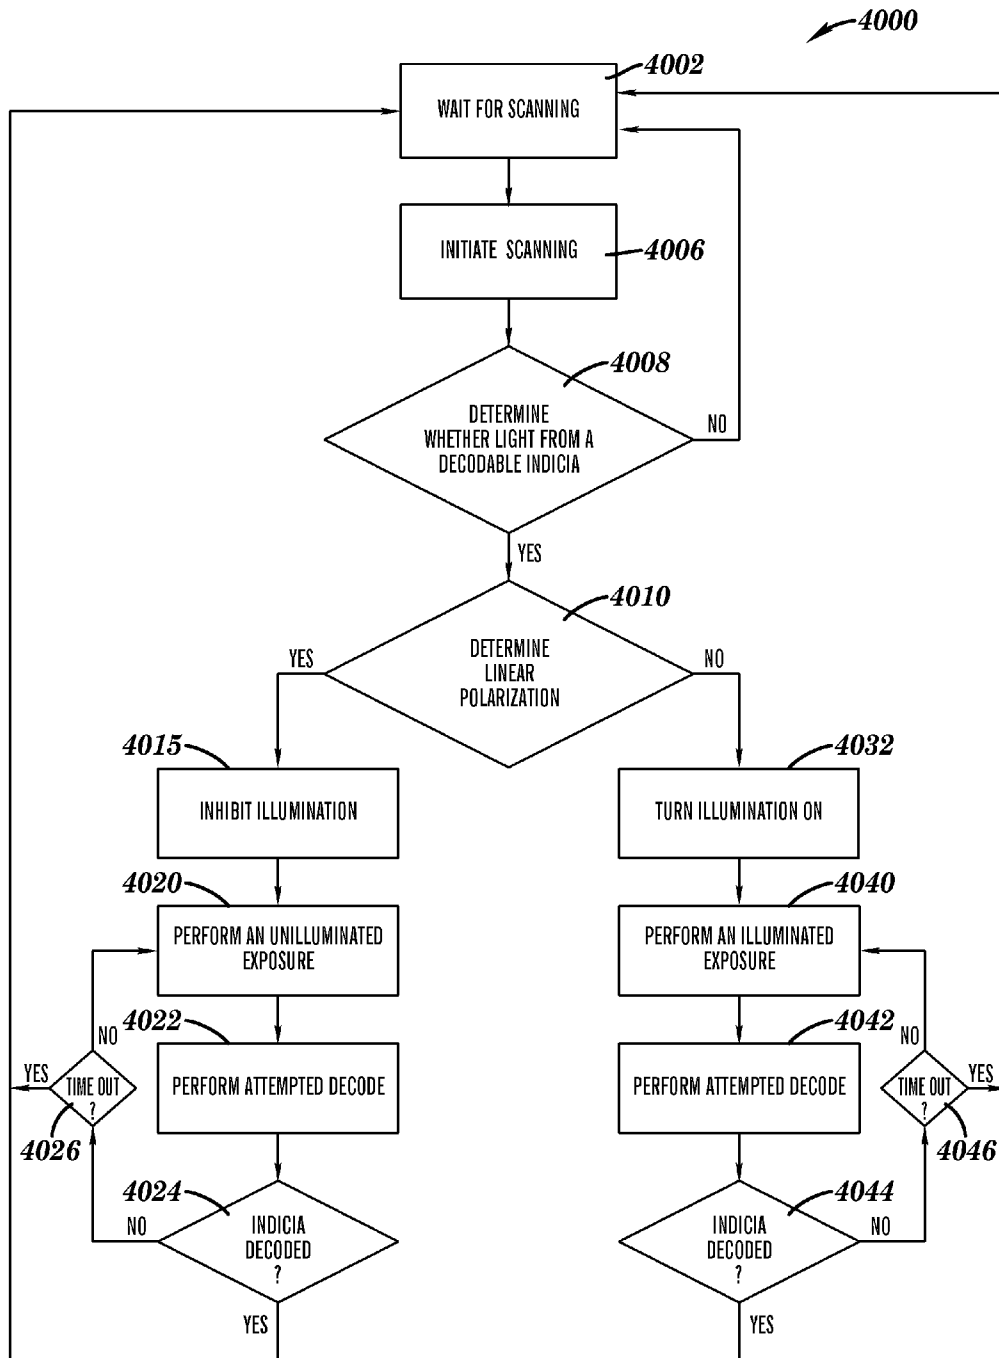 4000
4002
WAIT FOR SCANNING
INITIATE SCANNING
4006
4008
DETERMINE
WHETHER LIGHT FROM A
DECODABLE INDICIA
NO
YES
4010
DETERMINE
LINEAR
POLARIZATION
YES
NO
4015
INHIBIT ILLUMINATION
4032
TURN ILLUMINATION ON
4020
PERFORM AN UNILLUMINATED
EXPOSURE
4040
PERFORM AN ILLUMINATED
EXPOSURE
4022
PERFORM ATTEMPTED DECODE
NO
YES
TIME OUT
?
4026
4042
PERFORM ATTEMPTED DECODE
NO
YES
TIME OUT
?
4046
4024
INDICIA
DECODED
?
NO
YES
4044
INDICIA
DECODED
?
NO
YES